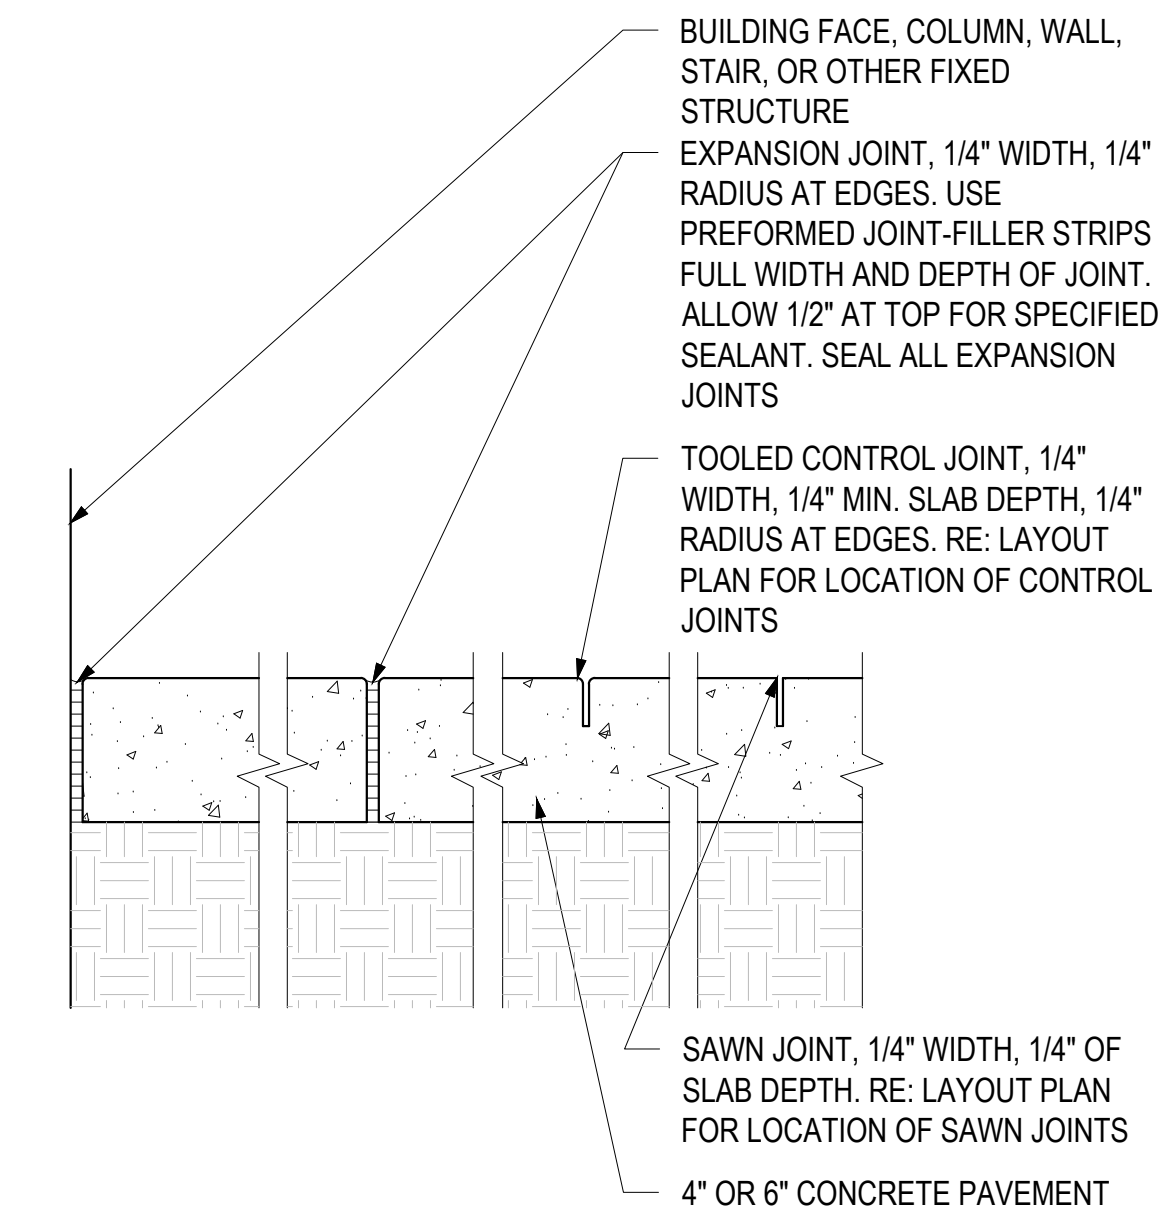 BUILDING FACE, COLUMN, WALL,
STAIR, OR OTHER FIXED
STRUCTURE
EXPANSION JOINT, 1/4" WIDTH, 1/4"
RADIUS AT EDGES. USE
PREFORMED JOINT-FILLER STRIPS
FULL WIDTH AND DEPTH OF JOINT.
ALLOW 1/2" AT TOP FOR SPECIFIED
SEALANT. SEAL ALL EXPANSION
JOINTS
TOOLED CONTROL JOINT, 1/4"
WIDTH, 1/4" MIN. SLAB DEPTH, 1/4"
RADIUS AT EDGES. RE: LAYOUT
PLAN FOR LOCATION OF CONTROL
JOINTS
SAWN JOINT, 1/4" WIDTH, 1/4" OF
SLAB DEPTH. RE: LAYOUT PLAN
FOR LOCATION OF SAWN JOINTS
4" OR 6" CONCRETE PAVEMENT